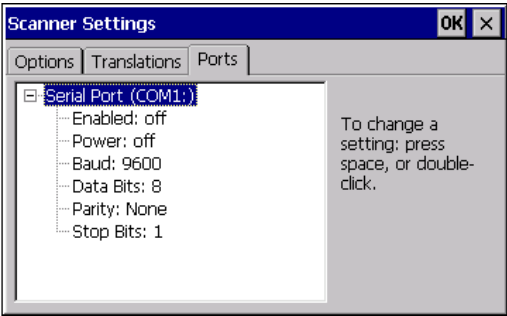 Scanner Settings OK ×
Options Translations Ports
Serial Port (COM1:)
Enabled: off
Power: off
Baud: 9600
Data Bits: 8
Parity: None
Stop Bits: 1
To change a
setting: press
space, or double-
click.